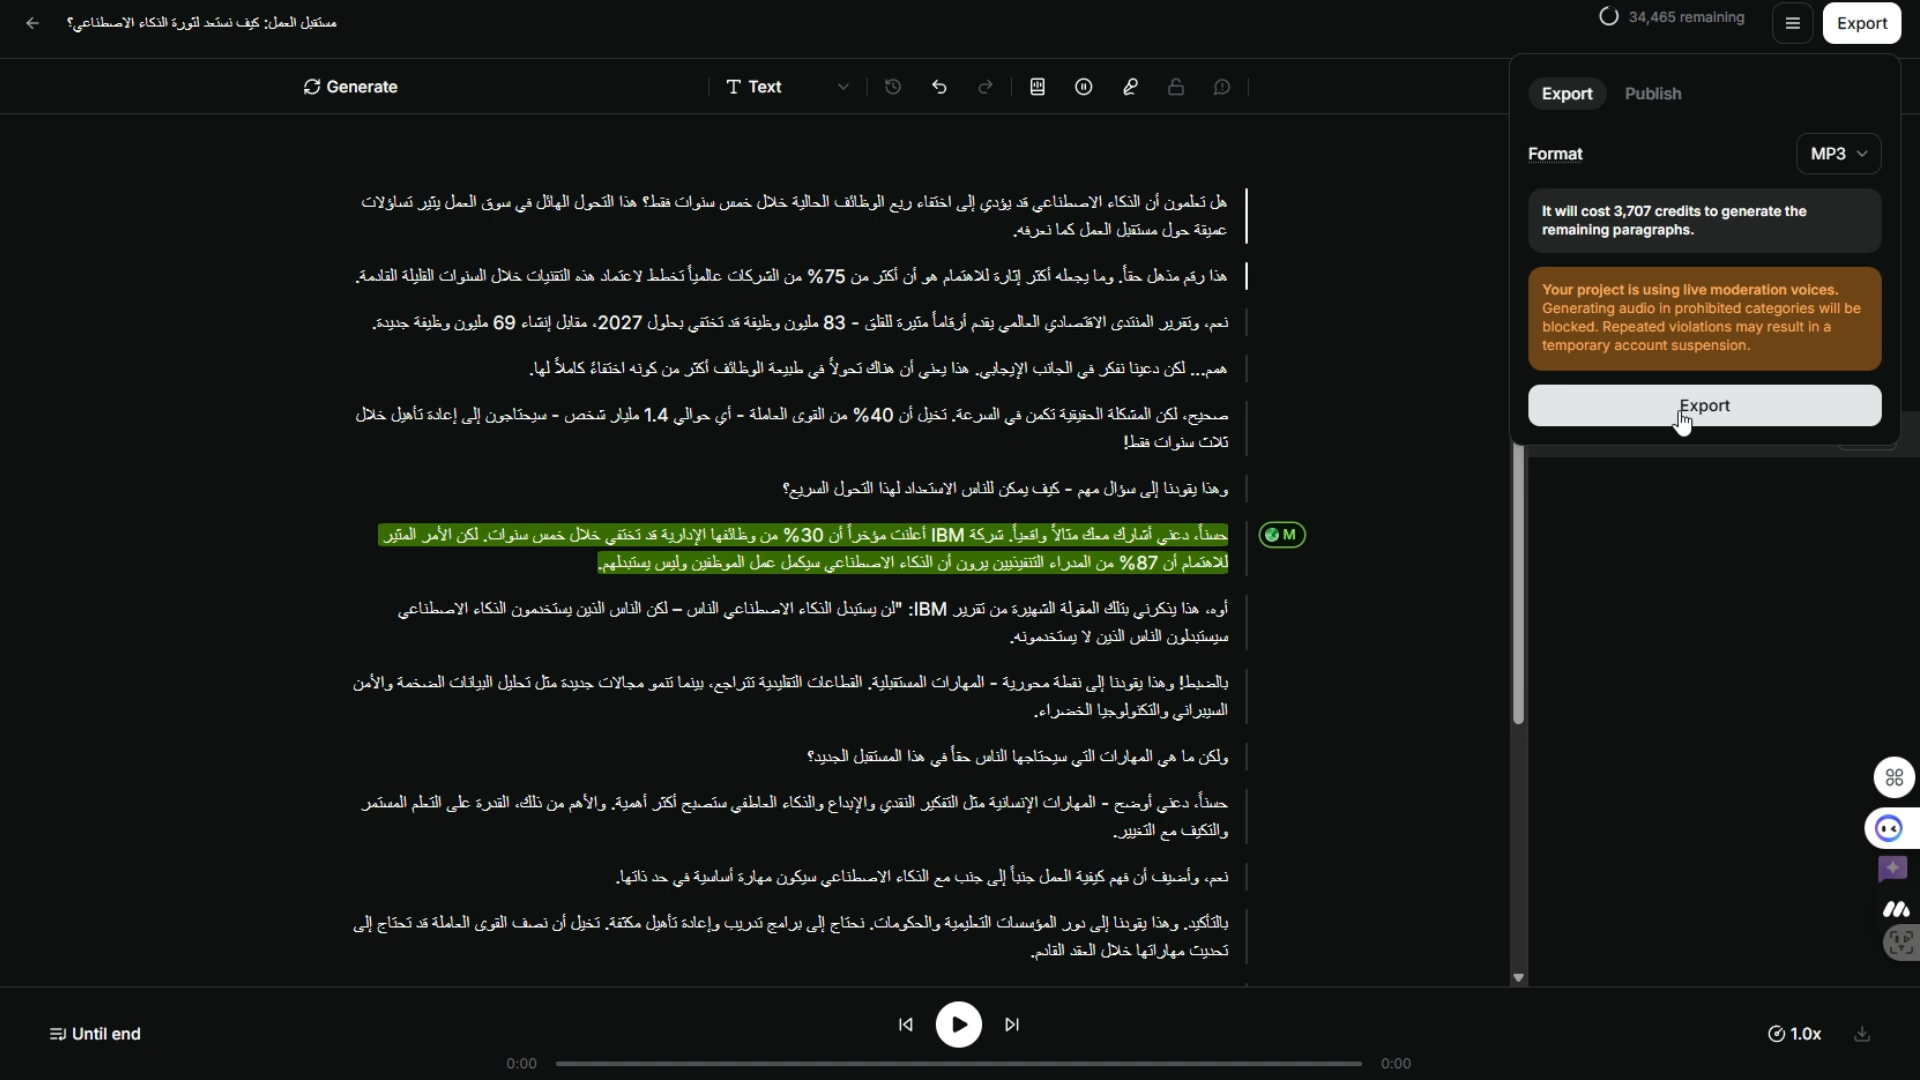 مستقبل العمل: كيف نستعد لثورة الذكاء الاصطناعي؟
34,465 remaining
Export
Generate
Text
Export
Publish
Format
MP3
It will cost 3,707 credits to generate the
remaining paragraphs.
Your project is using live moderation voices.
Generating audio in prohibited categories will be
blocked. Repeated violations may result in a
temporary account suspension.
Export
هل تعلمون أن الذكاء الاصطناعي قد يؤدي إلى اختفاء ربع الوظائف الحالية خلال خمس سنوات فقط؟ هذا التحول الهائل في سوق العمل يثير تساؤلات
عميقة حول مستقبل العمل كما نعرفه.
هذا رقم مذهل حقاً. وما يجعله أكثر إثارة للاهتمام هو أن أكثر من 75% من الشركات عالمياً تخطط لاعتماد هذه التقنيات خلال السنوات القليلة القادمة.
نعم، وتقرير المنتدى الاقتصادي العالمي يقدم أرقاماً مثيرة للقلق - 83 مليون وظيفة قد تختفي بحلول 2027، مقابل إنشاء 69 مليون وظيفة جديدة.
همم... لكن دعينا نفكر في الجانب الإيجابي. هذا يعني أن هناك تحولاً في طبيعة الوظائف أكثر من كونه اختفاءً كاملاً لها.
صحيح، لكن المشكلة الحقيقية تكمن في السرعة. تخيل أن 40% من القوى العاملة - أي حوالي 1.4 مليار شخص - سيحتاجون إلى إعادة تأهيل خلال
ثلاث سنوات فقط!
وهذا يقودنا إلى سؤال مهم - كيف يمكن للناس الاستعداد لهذا التحول السريع؟
حسناً، دعني أشارك معك مثالاً واقعياً. شركة IBM أعلنت مؤخراً أن 30% من وظائفها الإدارية قد تختفي خلال خمس سنوات. لكن الأمر المثير
للاهتمام أن 87% من المدراء التنفيذيين يرون أن الذكاء الاصطناعي سيكمل عمل الموظفين وليس يستبدلهم.
M
أوه، هذا يذكرني بتلك المقولة الشهيرة من تقرير IBM: "لن يستبدل الذكاء الاصطناعي الناس – لكن الناس الذين يستخدمون الذكاء الاصطناعي
سيستبدلون الناس الذين لا يستخدمونه.
بالضبط! وهذا يقودنا إلى نقطة محورية - المهارات المستقبلية. القطاعات التقليدية تتراجع، بينما تنمو مجالات جديدة مثل تحليل البيانات الضخمة والأمن
السيبراني والتكنولوجيا الخضراء.
ولكن ما هي المهارات التي سيحتاجها الناس حقاً في هذا المستقبل الجديد؟
حسناً، دعني أوضح - المهارات الإنسانية مثل التفكير النقدي والإبداع والذكاء العاطفي ستصبح أكثر أهمية. والأهم من ذلك، القدرة على التعلم المستمر
والتكيف مع التغيير.
نعم، وأضيف أن فهم كيفية العمل جنباً إلى جنب مع الذكاء الاصطناعي سيكون مهارة أساسية في حد ذاتها.
بالتأكيد. وهذا يقودنا إلى دور المؤسسات التعليمية والحكومات. نحتاج إلى برامج تدريب وإعادة تأهيل مكثفة. تخيل أن نصف القوى العاملة قد تحتاج إلى
تحديث مهاراتها خلال العقد القادم.
Until end
1.0x
0:00
0:00